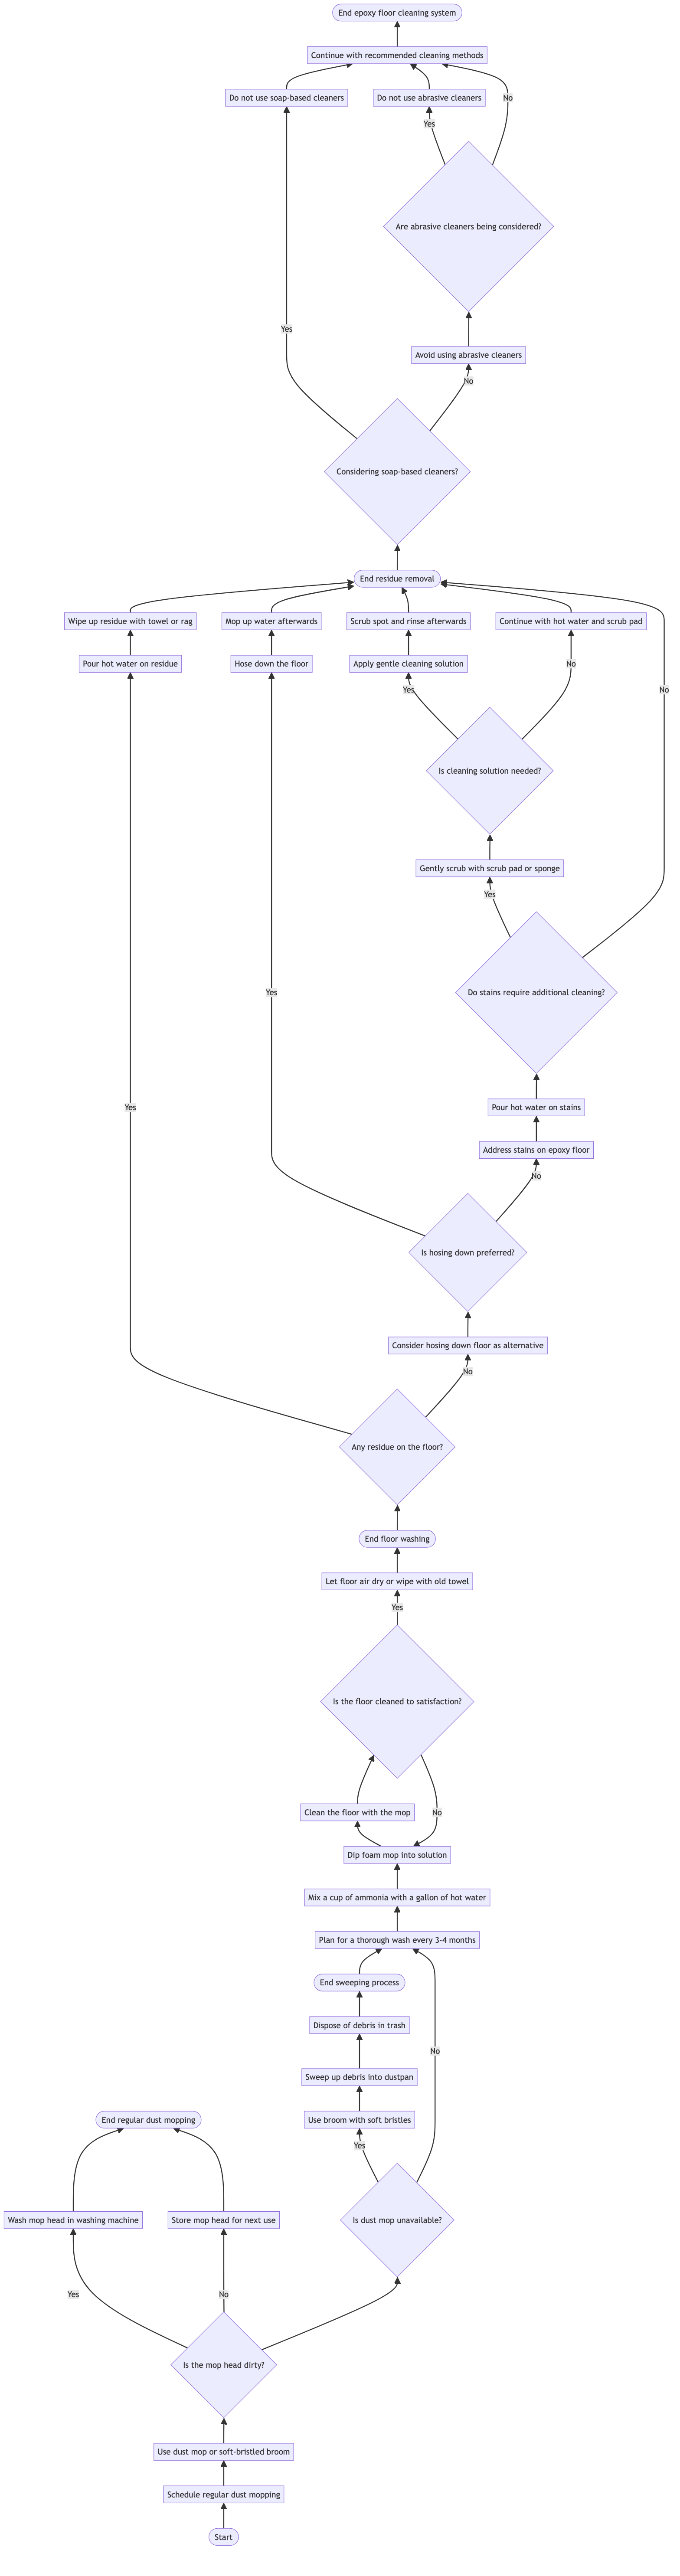 End epoxy floor cleaning system
Continue with recommended cleaning methods
Do not use soap-based cleaners
Do not use abrasive cleaners
No
Yes
Are abrasive cleaners being considered?
Yes
Avoid using abrasive cleaners
No
Considering soap-based cleaners?
End residue removal
Wipe up residue with towel or rag
Mop up water afterwards
Scrub spot and rinse afterwards
Continue with hot water and scrub pad
Pour hot water on residue
Hose down the floor
Apply gentle cleaning solution
No
Yes
No
Is cleaning solution needed?
Gently scrub with scrub pad or sponge
Yes
Yes
Do stains require additional cleaning?
Yes
Pour hot water on stains
Address stains on epoxy floor
No
Is hosing down preferred?
Consider hosing down floor as alternative
No
Any residue on the floor?
End floor washing
Let floor air dry or wipe with old towel
Yes
Is the floor cleaned to satisfaction?
Clean the floor with the mop
No
Dip foam mop into solution
Mix a cup of ammonia with a gallon of hot water
Plan for a thorough wash every 3-4 months
End sweeping process
Dispose of debris in trash
No
Sweep up debris into dustpan
End regular dust mopping
Use broom with soft bristles
Yes
Wash mop head in washing machine
Store mop head for next use
Is dust mop unavailable?
Yes
No
Is the mop head dirty?
Use dust mop or soft-bristled broom
Schedule regular dust mopping
Start